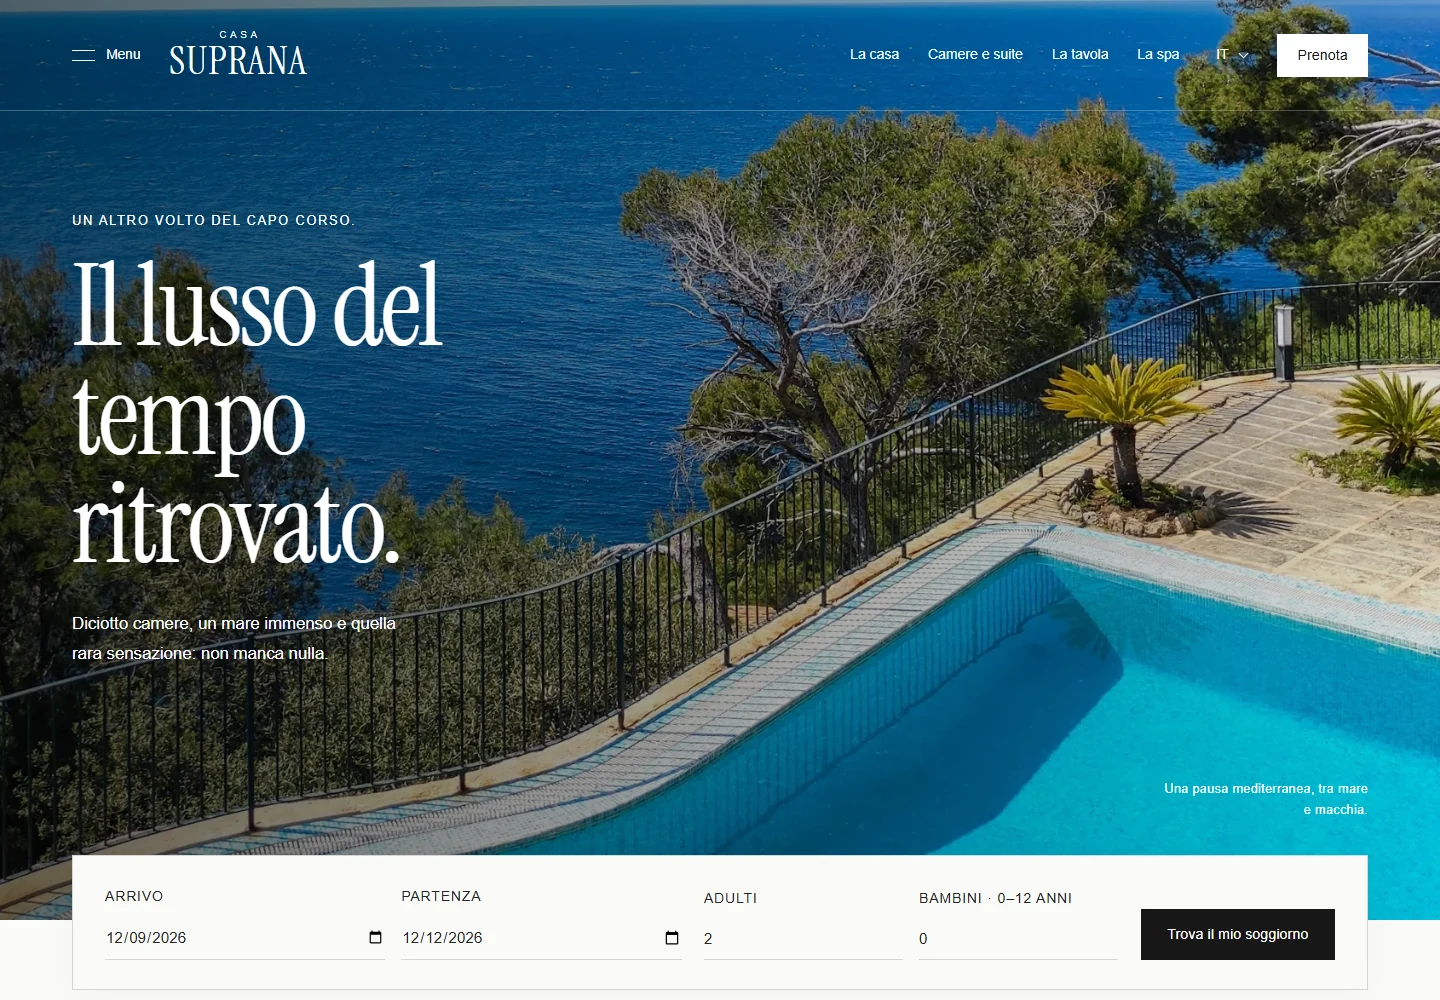 Menu
CASA
SUPRANA
La casa
Camere e suite
La tavola
La spa
IT
Prenota
UN ALTRO VOLTO DEL CAPO CORSO.
Il lusso del
tempo
ritrovato.
Diciotto camere, un mare immenso e quella
rara sensazione: non manca nulla.
Una pausa mediterranea, tra mare
e macchia.
ARRIVO
12/09/2026
PARTENZA
12/12/2026
ADULTI
2
BAMBINI · 0–12 ANNI
0
Trova il mio soggiorno